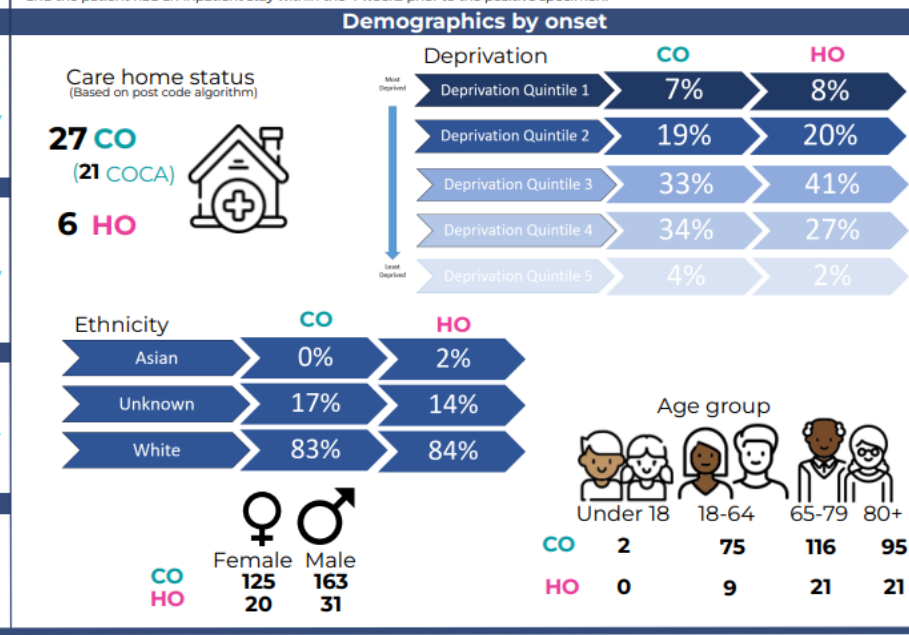 Demographics by onset
Care home status
(Based on post code algorithm)
27 CO
(21 COCA)
6 HO
Deprivation CO HO
Most
Deprived
Deprivation Quintile 1 7% 8%
Deprivation Quintile 2 19% 20%
Deprivation Quintile 3 33% 41%
Deprivation Quintile 4 34% 27%
Least
Deprived
Deprivation Quintile 5 4% 2%
Ethnicity CO HO
Asian 0% 2%
Unknown 17% 14%
White 83% 84%
Female Male
CO 125 163
HO 20 31
Age group
Under 18 18-64 65-79 80+
CO 2 75 116 95
HO 0 9 21 21